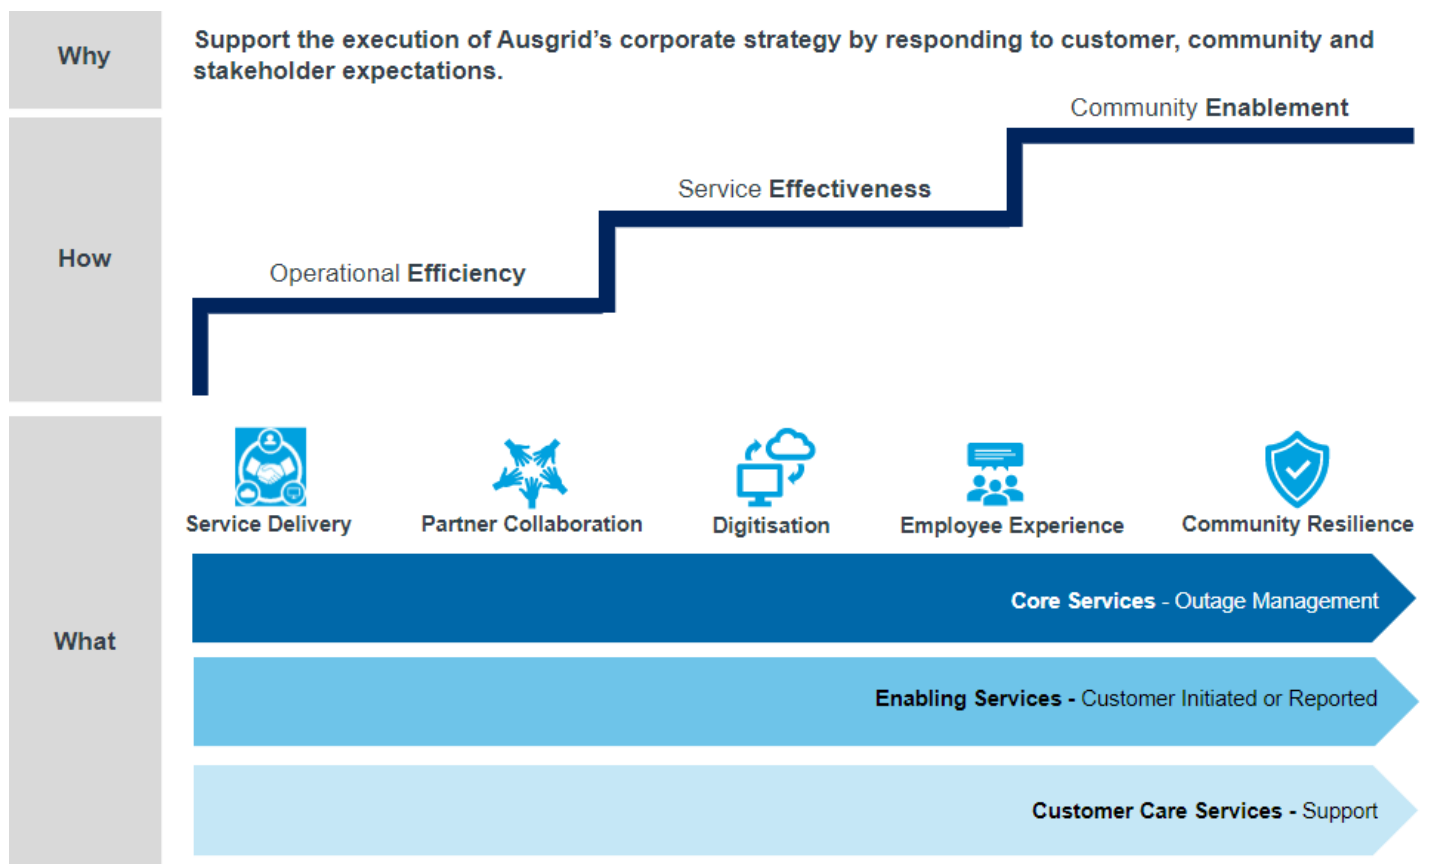 Why
Support the execution of Ausgrid’s corporate strategy by responding to customer, community and
stakeholder expectations.
How
Community Enablement
Service Effectiveness
Operational Efficiency
What
Service Delivery
Partner Collaboration
Digitisation
Employee Experience
Community Resilience
Core Services - Outage Management
Enabling Services - Customer Initiated or Reported
Customer Care Services - Support